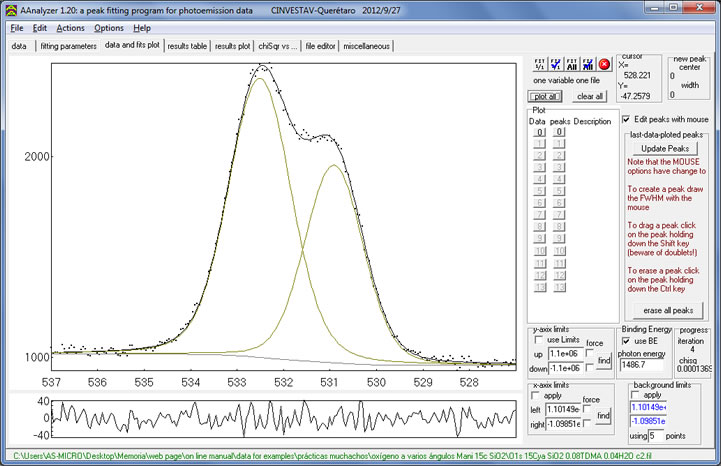 AAnalyzer 1.20: a peak fitting program for photoemission data CINVESTAV-Querétaro 2012/9/27
File Edit Actions Options Help
data fitting parameters data and fits plot results table results plot chiSqr vs ... file editor miscellaneous
one variable one file
plot all clear all
cursor
X=
528.221
Y=
-47.2579
new peak
center
0
width
0
Plot
Data peaks Description
0 0
1 1
2 2
3 3
4 4
5 5
6 6
7 7
8 8
9 9
10 10
11 11
12 12
13 13
Edit peaks with mouse
last-data-ploted peaks
Update Peaks
Note that the MOUSE
options have change to
To create a peak draw
the FWHM with the
mouse
To drag a peak click
on the peak holding
down the Shift key
(beware of doublets!)
To erase a peak click
on the peak holding
down the Ctrl key
erase all peaks
2000
1000
537 536 535 534 533 532 531 530 529 528
40
0
-40
y-axis limits
use Limits force
up 1.1e+06
down -1.1e+06 find
Binding Energy
use BE
photon energy
1486.7
progress
iteration
4
chisq
0.0001369
x-axis limits
apply force
left 1.10149e+
right -1.09851e find
background limits
apply
1.10149e+
-1.09851e
using 5 points
C:\Users\AS-MICRO\Desktop\Memoria\web page\on line manual\data for examples\prácticas muchachos\oxígeno a varios ángulos Mani 15c SiO2\O1s 15Cya SiO2 0.08TDMA 0.04H2O c2.fil